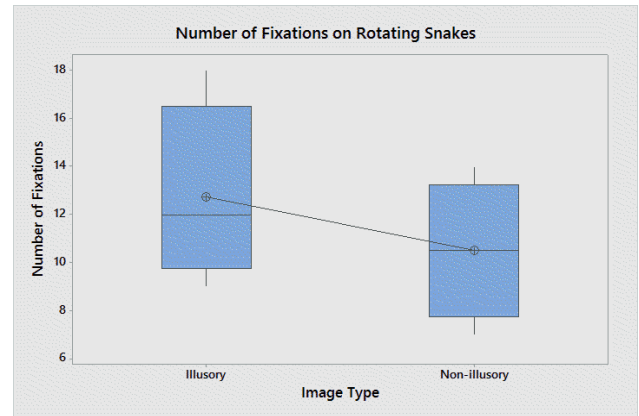 Number of Fixations on Rotating Snakes
Number of Fixations
18
16
14
12
10
8
6
Illusory
Non-illusory
Image Type